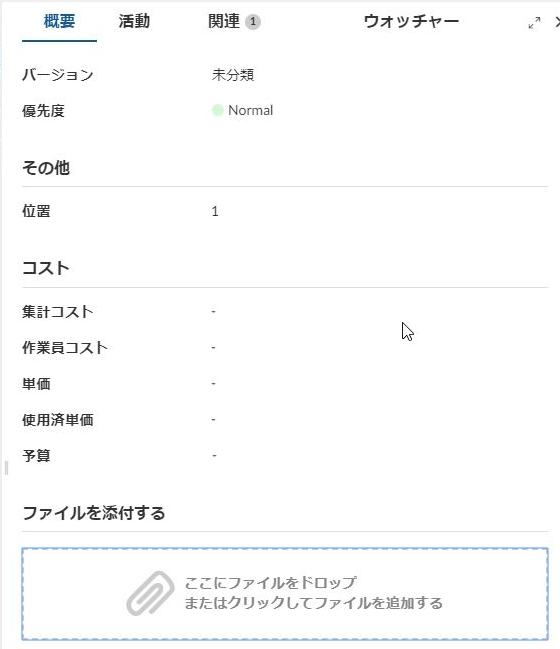 概要 活動 関連 1 ウォッチャー
バージョン 未分類
優先度 Normal
その他
位置 1
コスト
集計コスト -
作業員コスト -
単価 -
使用済単価 -
予算 -
ファイルを添付する
ここにファイルをドロップ
またはクリックしてファイルを追加する